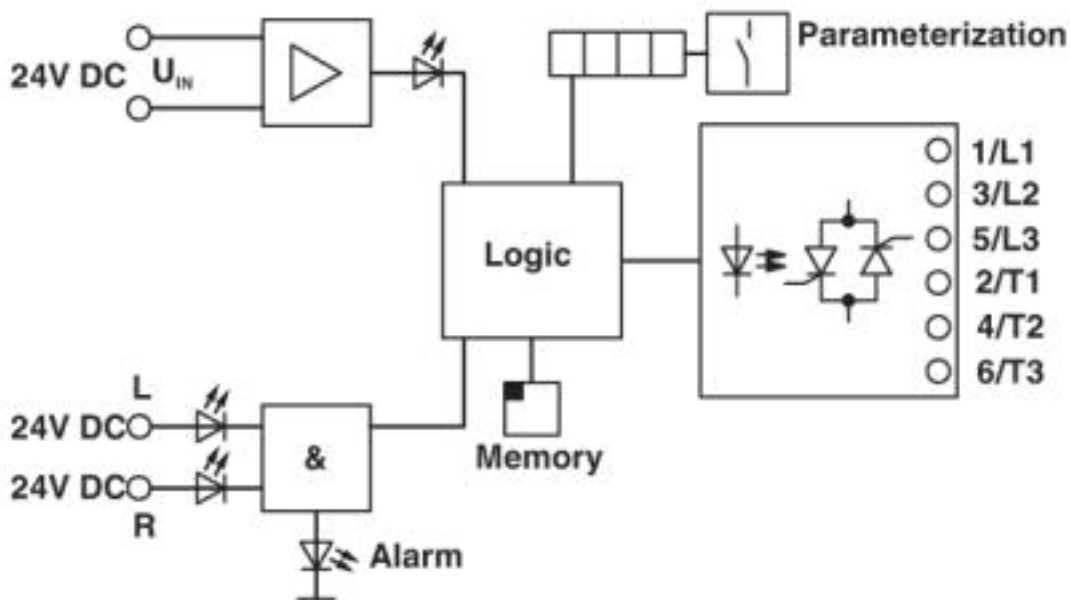 24V DC U_IN
Parameterization
1/L1
3/L2
5/L3
2/T1
4/T2
6/T3
Logic
L
24V DC
&
24V DC
R
Memory
Alarm